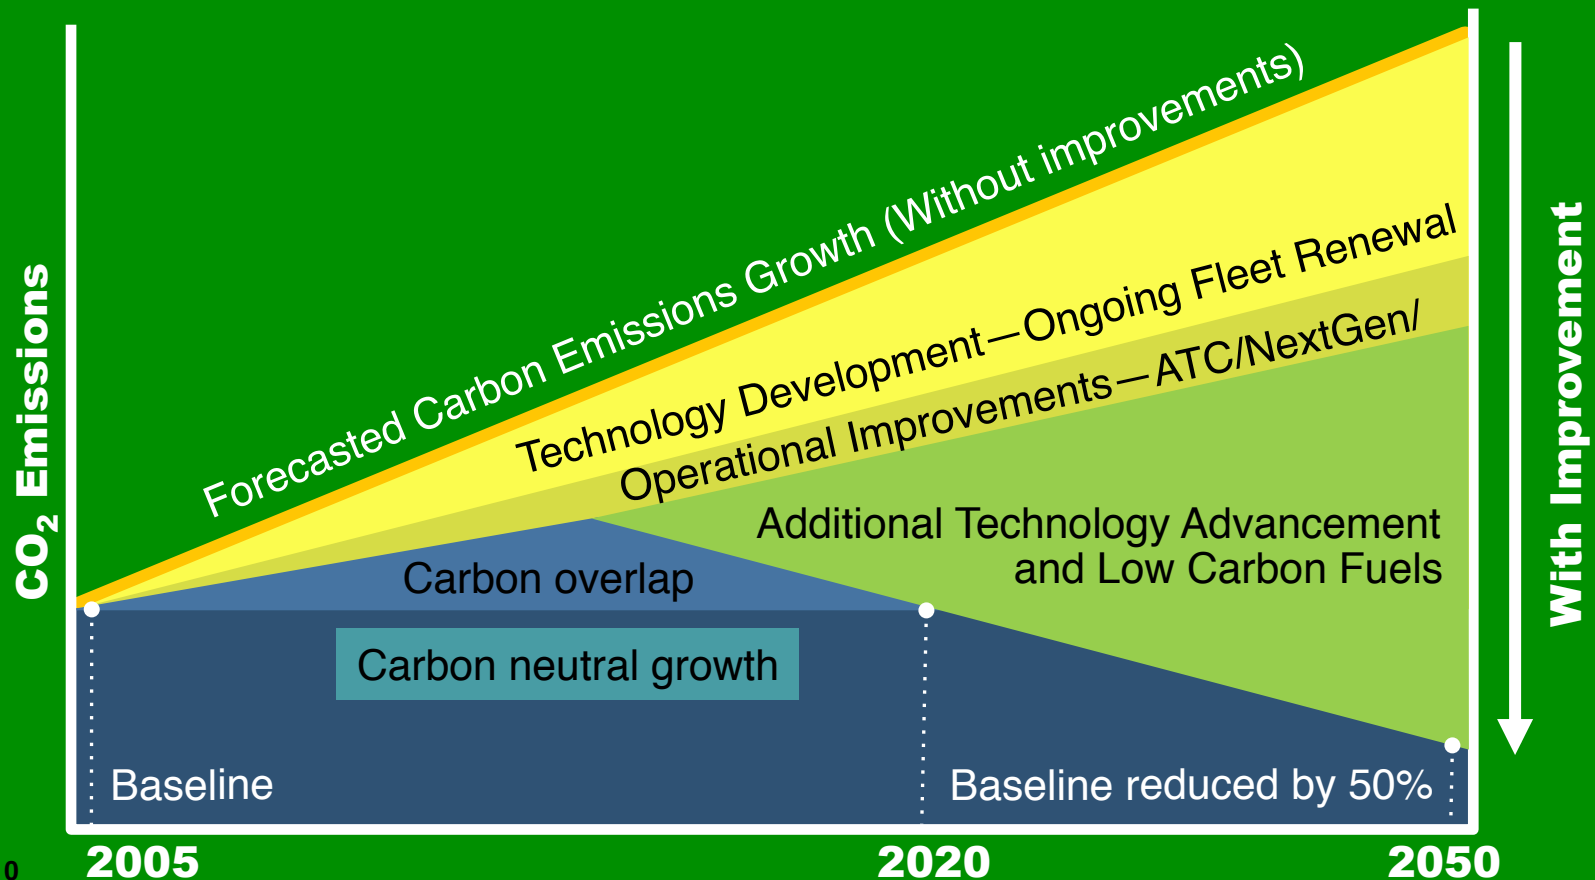 Forecasted Carbon Emissions Growth (Without improvements)
Technology Development—Ongoing Fleet Renewal
Operational Improvements—ATC/NextGen/
Additional Technology Advancement
and Low Carbon Fuels
Carbon overlap
Carbon neutral growth
Baseline
Baseline reduced by 50%
CO₂ Emissions
With Improvement
0
2005
2020
2050